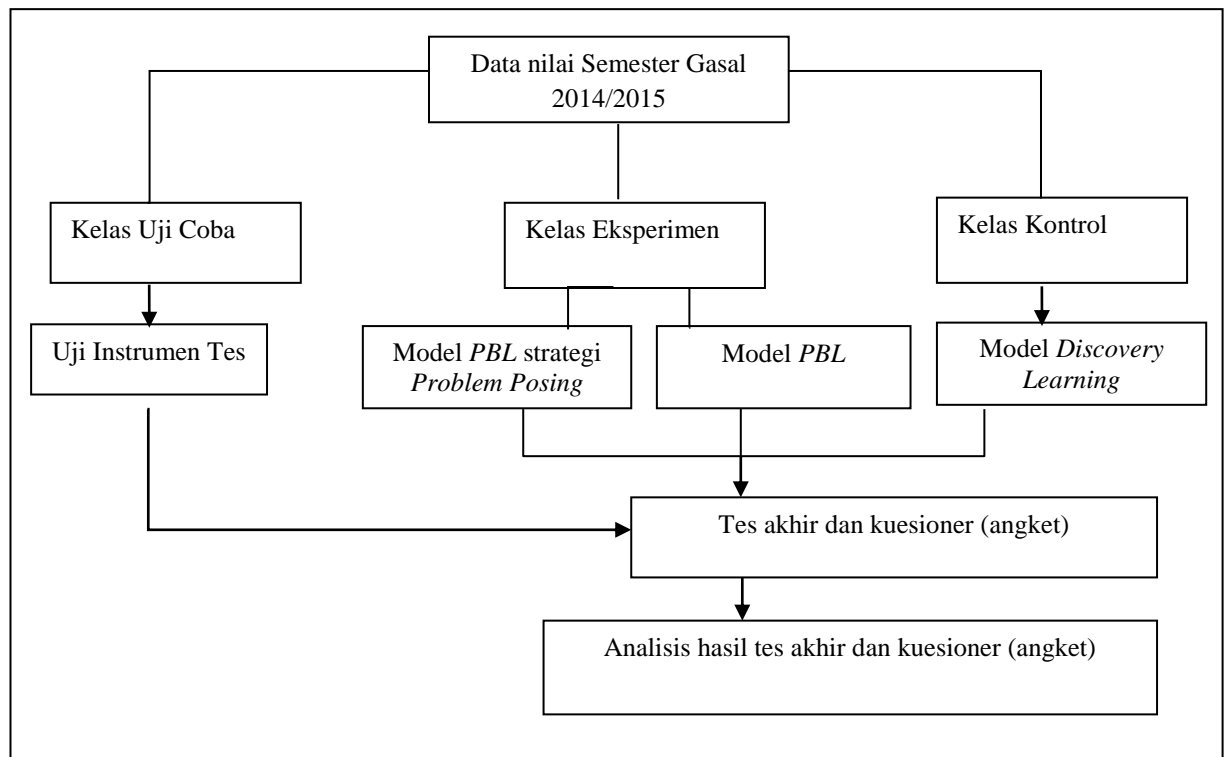 Data nilai Semester Gasal
2014/2015
Kelas Uji Coba
Kelas Eksperimen
Kelas Kontrol
Uji Instrumen Tes
Model PBL strategi
Problem Posing
Model PBL
Model Discovery
Learning
Tes akhir dan kuesioner (angket)
Analisis hasil tes akhir dan kuesioner (angket)